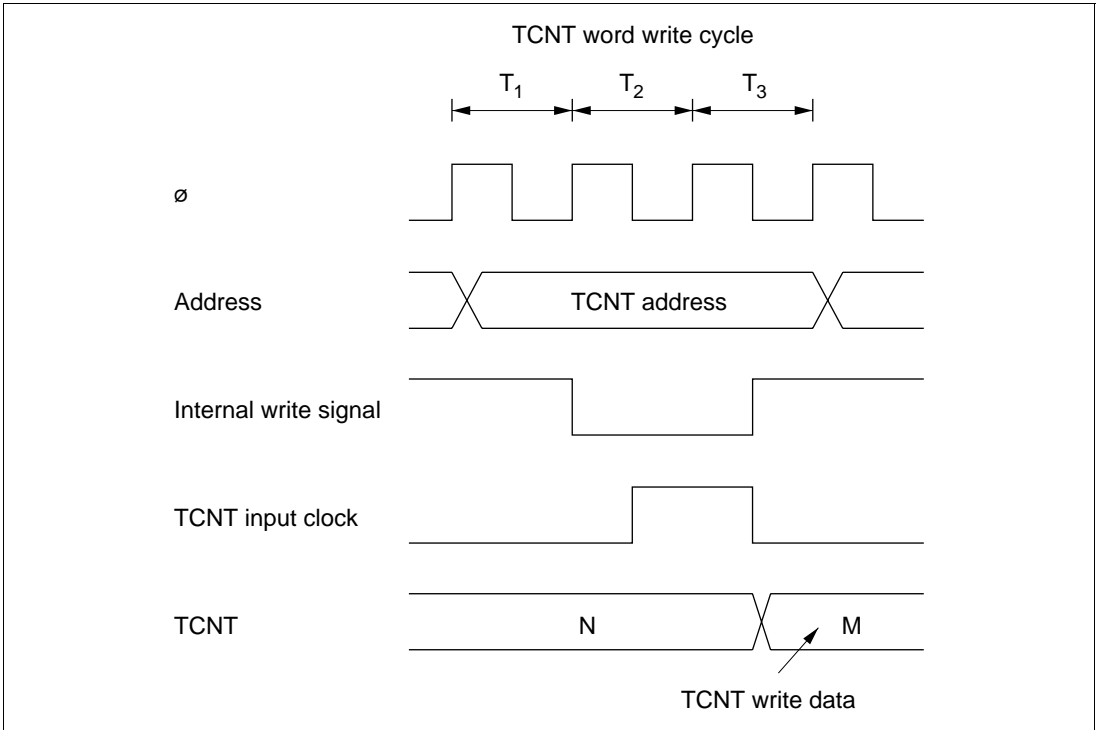 TCNT word write cycle
T1 T2 T3
ø
Address TCNT address
Internal write signal
TCNT input clock
TCNT N M
TCNT write data